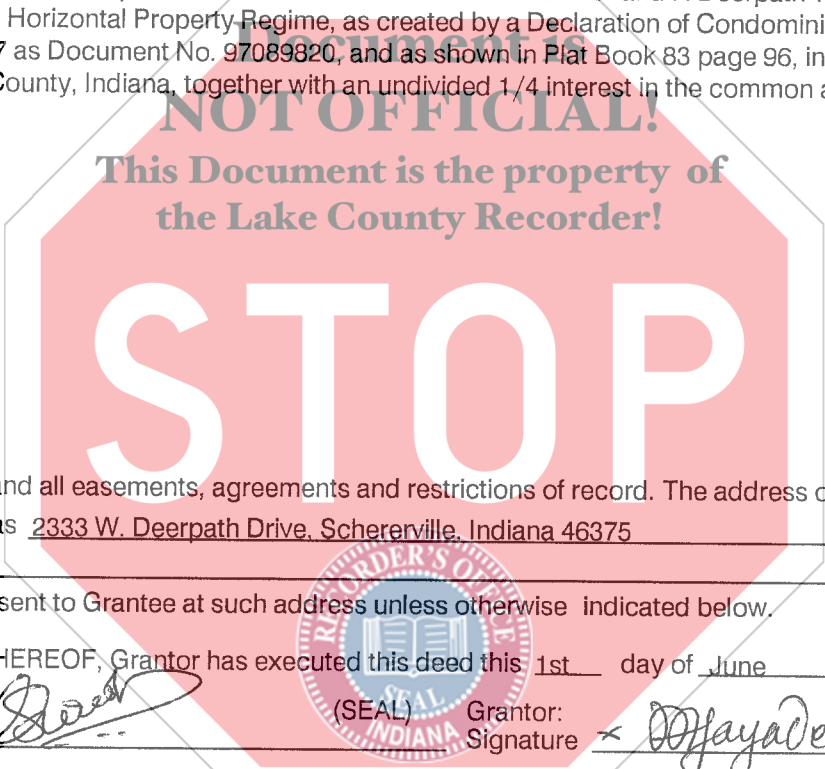 Horizontal Property Regime, as created by a Declaration of Condomini
7 as Document No. 97089820, and as shown in Plat Book 83 page 96, in
County, Indiana, together with an undivided 1/4 interest in the common a
Document is
NOT OFFICIAL!
This Document is the property of
the Lake County Recorder!
STOP
and all easements, agreements and restrictions of record. The address o
as 2333 W. Deerpath Drive, Schererville, Indiana 46375
sent to Grantee at such address unless otherwise indicated below.
HEREOF, Grantor has executed this deed this 1st day of June
(SEAL) Grantor:
Signature x
RECORDER'S OFFICE
SEAL
INDIANA